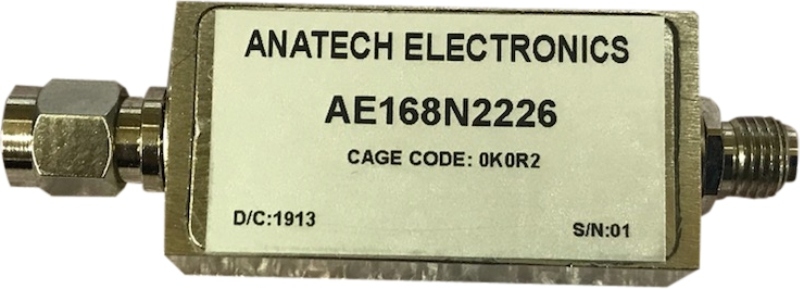 ANATECH ELECTRONICS
AE168N2226
CAGE CODE: 0K0R2
D/C:1913
S/N:01